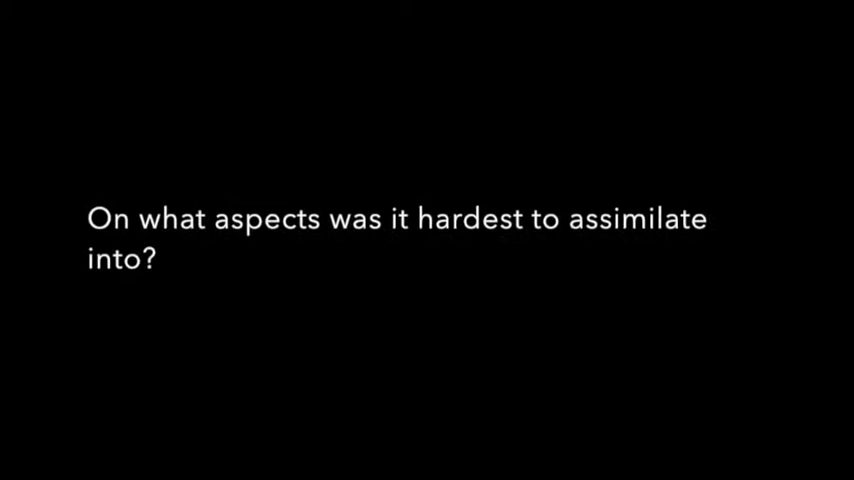 On what aspects was it hardest to assimilate
into?